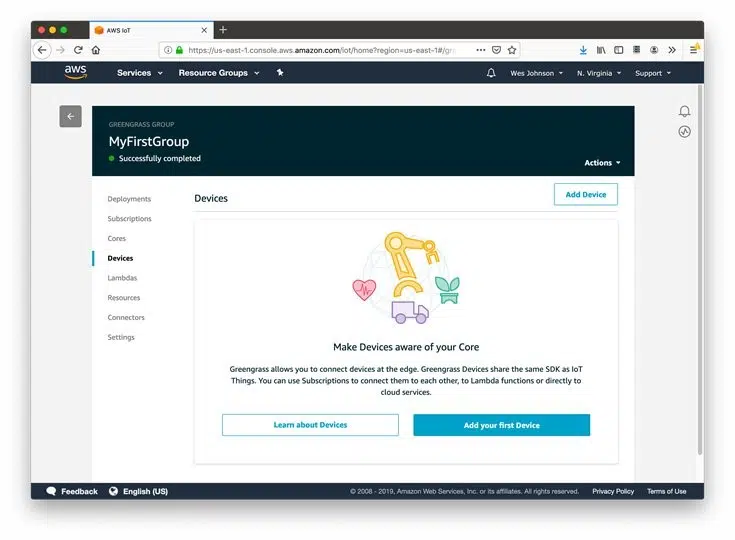 AWS IoT
https://us-east-1.console.aws.amazon.com/iot/home?region=us-east-1#/gr
aws
Services
Resource Groups
Wes Johnson
N. Virginia
Support
GREENGRASS GROUP
MyFirstGroup
Successfully completed
Actions
Deployments
Subscriptions
Cores
Devices
Lambdas
Resources
Connectors
Settings
Devices
Add Device
Make Devices aware of your Core
Greengrass allows you to connect devices at the edge. Greengrass Devices share the same SDK as IoT
Things. You can use Subscriptions to connect them to each other, to Lambda functions or directly to
cloud services.
Learn about Devices
Add your first Device
Feedback
English (US)
© 2008 - 2019, Amazon Web Services, Inc. or its affiliates. All rights reserved.
Privacy Policy
Terms of Use